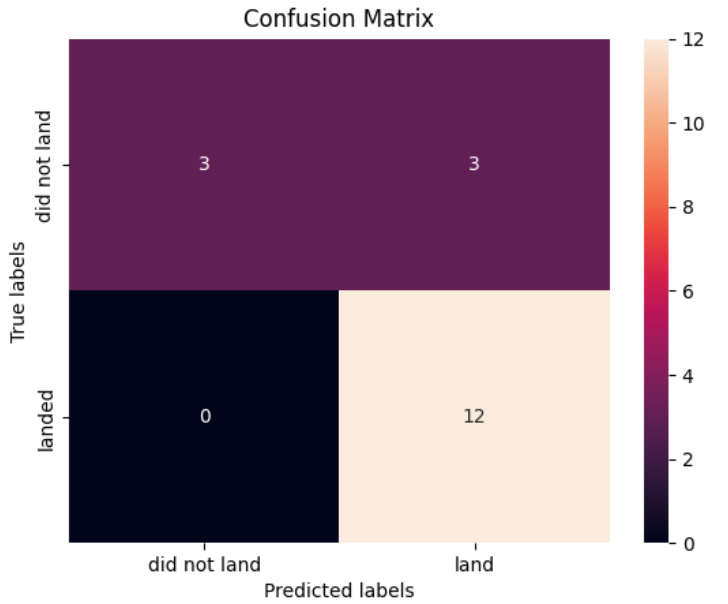 Confusion Matrix
True labels
did not land
landed
3 3
0 12
did not land land
Predicted labels
12
10
8
6
4
2
0